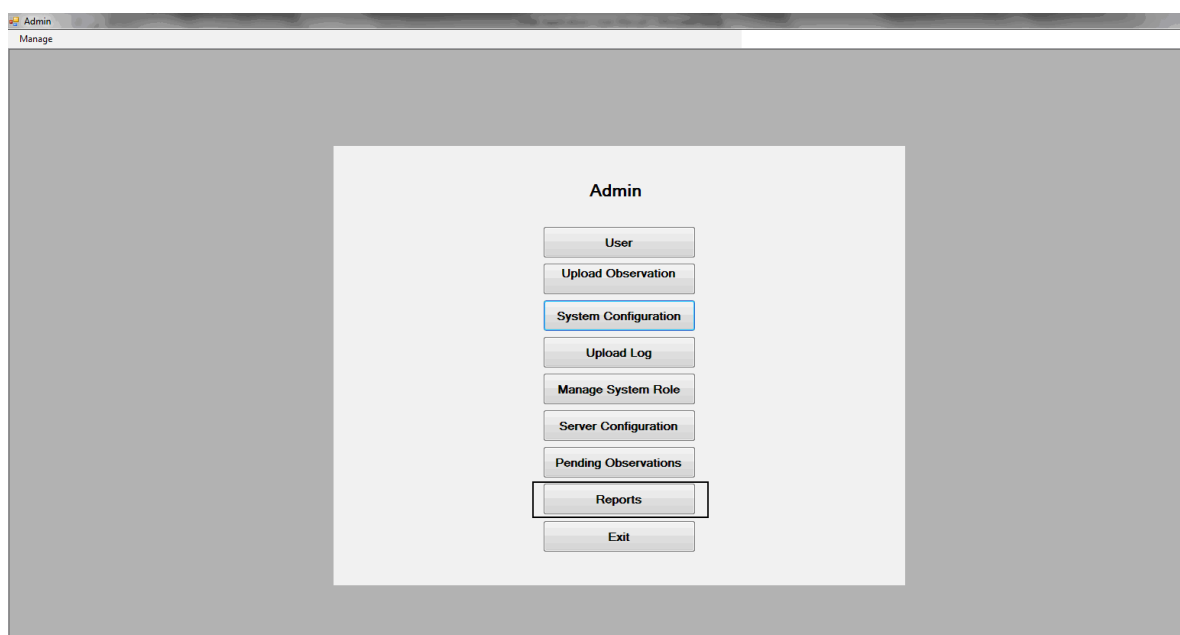 Admin
Manage
Admin
User
Upload Observation
System Configuration
Upload Log
Manage System Role
Server Configuration
Pending Observations
Reports
Exit